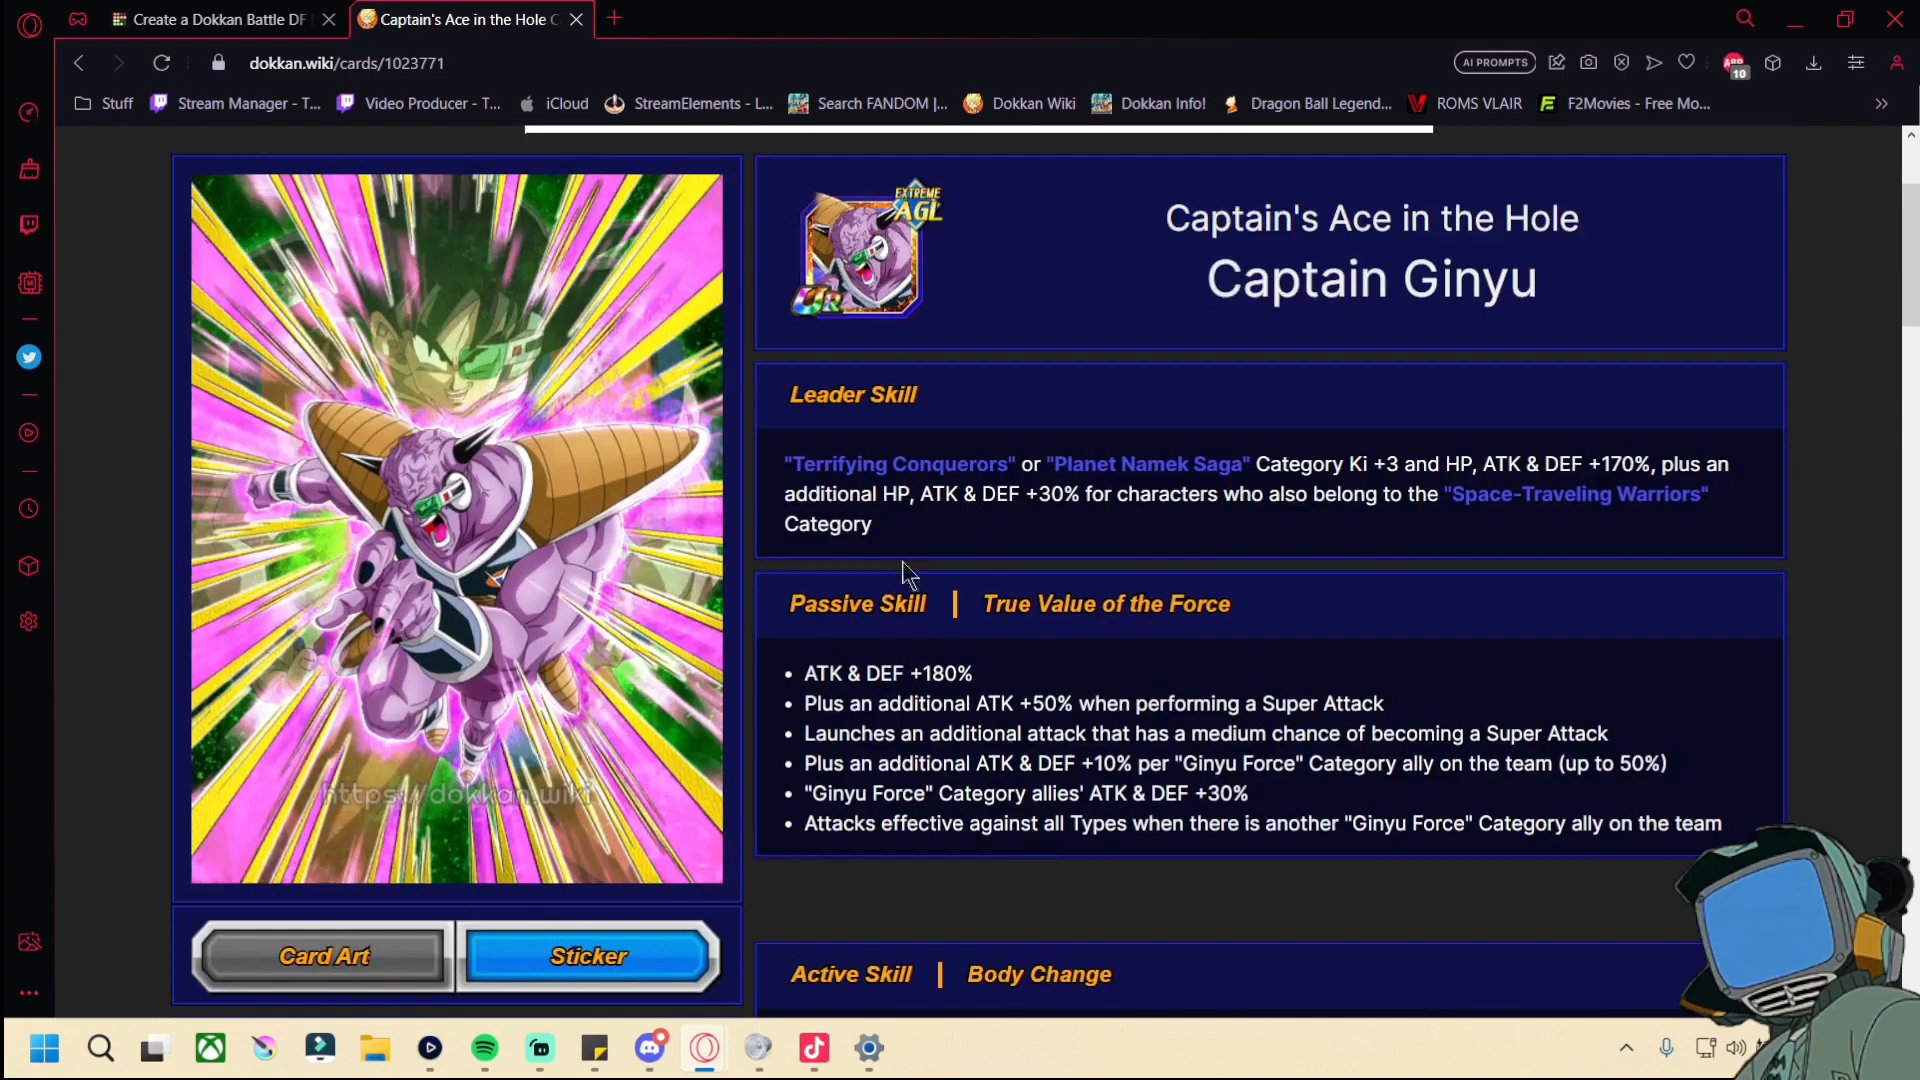 Create a Dokkan Battle DF
Captain's Ace in the Hole C
dokkan.wiki/cards/1023771
AI PROMPTS
10
Stuff
Stream Manager - T...
Video Producer - T...
iCloud
StreamElements - L...
Search FANDOM |...
Dokkan Wiki
Dokkan Info!
Dragon Ball Legend...
ROMS VLAIR
F2Movies - Free Mo...
EXTREME
AGL
UR
Captain's Ace in the Hole
Captain Ginyu
Leader Skill
"Terrifying Conquerors" or "Planet Namek Saga" Category Ki +3 and HP, ATK & DEF +170%, plus an
additional HP, ATK & DEF +30% for characters who also belong to the "Space-Traveling Warriors"
Category
Passive Skill | True Value of the Force
• ATK & DEF +180%
• Plus an additional ATK +50% when performing a Super Attack
• Launches an additional attack that has a medium chance of becoming a Super Attack
• Plus an additional ATK & DEF +10% per "Ginyu Force" Category ally on the team (up to 50%)
• "Ginyu Force" Category allies' ATK & DEF +30%
• Attacks effective against all Types when there is another "Ginyu Force" Category ally on the team
https://dokkan.wiki
Card Art
Sticker
Active Skill | Body Change